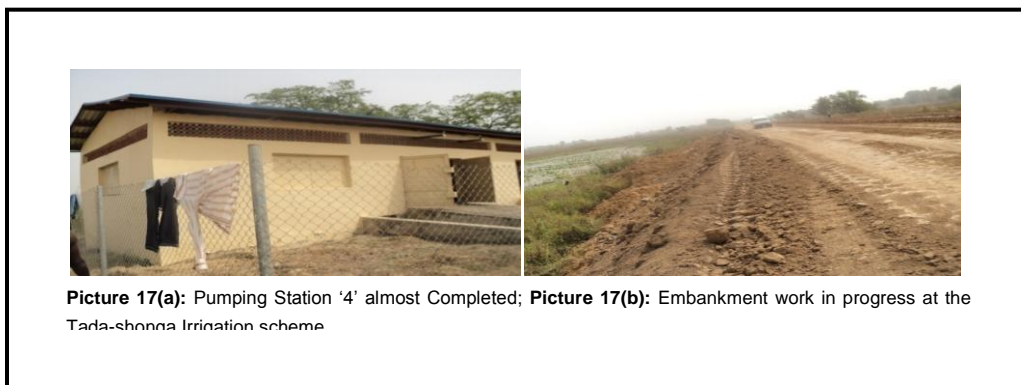 Picture 17(a): Pumping Station ‘4’ almost Completed; Picture 17(b): Embankment work in progress at the
Tada-shonga Irrigation scheme